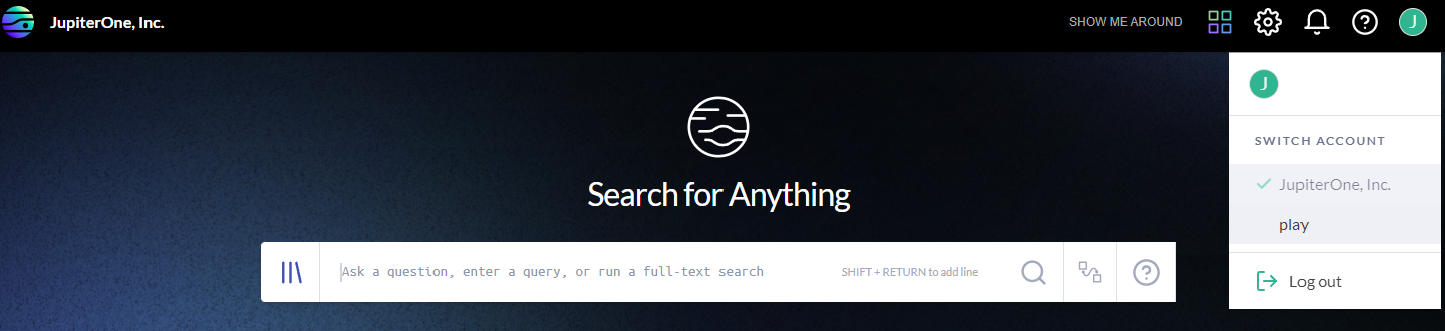 JupiterOne, Inc.
SHOW ME AROUND
J
J
SWITCH ACCOUNT
JupiterOne, Inc.
play
Log out
Search for Anything
Ask a question, enter a query, or run a full-text search
SHIFT + RETURN to add line